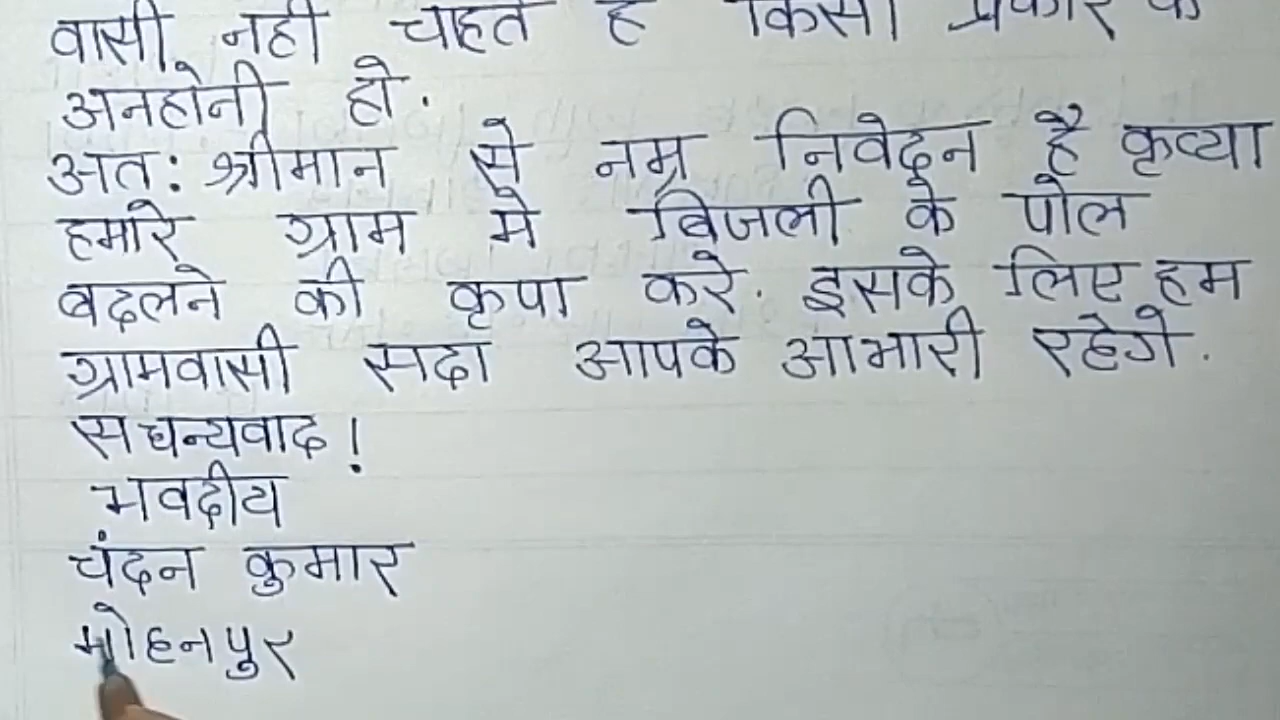 वासी नही चाहते है किसी प्रकार के
अनहोनी हो.
अतः श्रीमान से नम्र निवेदन है कृप्या
हमारे ग्राम मे बिजली के पोल
बदलने की कृपा करे. इसके लिए हम
ग्रामवासी सदा आपके आभारी रहेगे.
सधन्यवाद!
भवदीय
चंदन कुमार
मोहनपुर